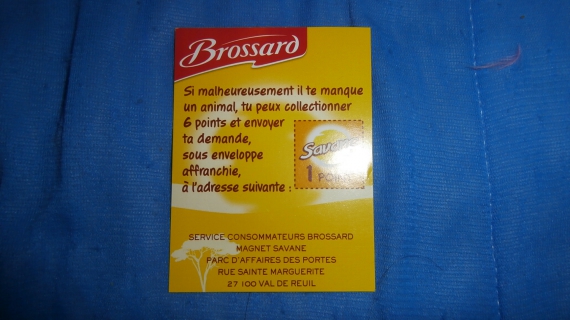 Brossard
Si malheureusement il te manque
un animal, tu peux collectionner
6 points et envoyer
ta demande,
sous enveloppe
affranchie,
à l'adresse suivante :
Savane
1 POINT
SERVICE CONSOMMATEURS BROSSARD
MAGNET SAVANE
PARC D'AFFAIRES DES PORTES
RUE SAINTE MARGUERITE
27 100 VAL DE REUIL